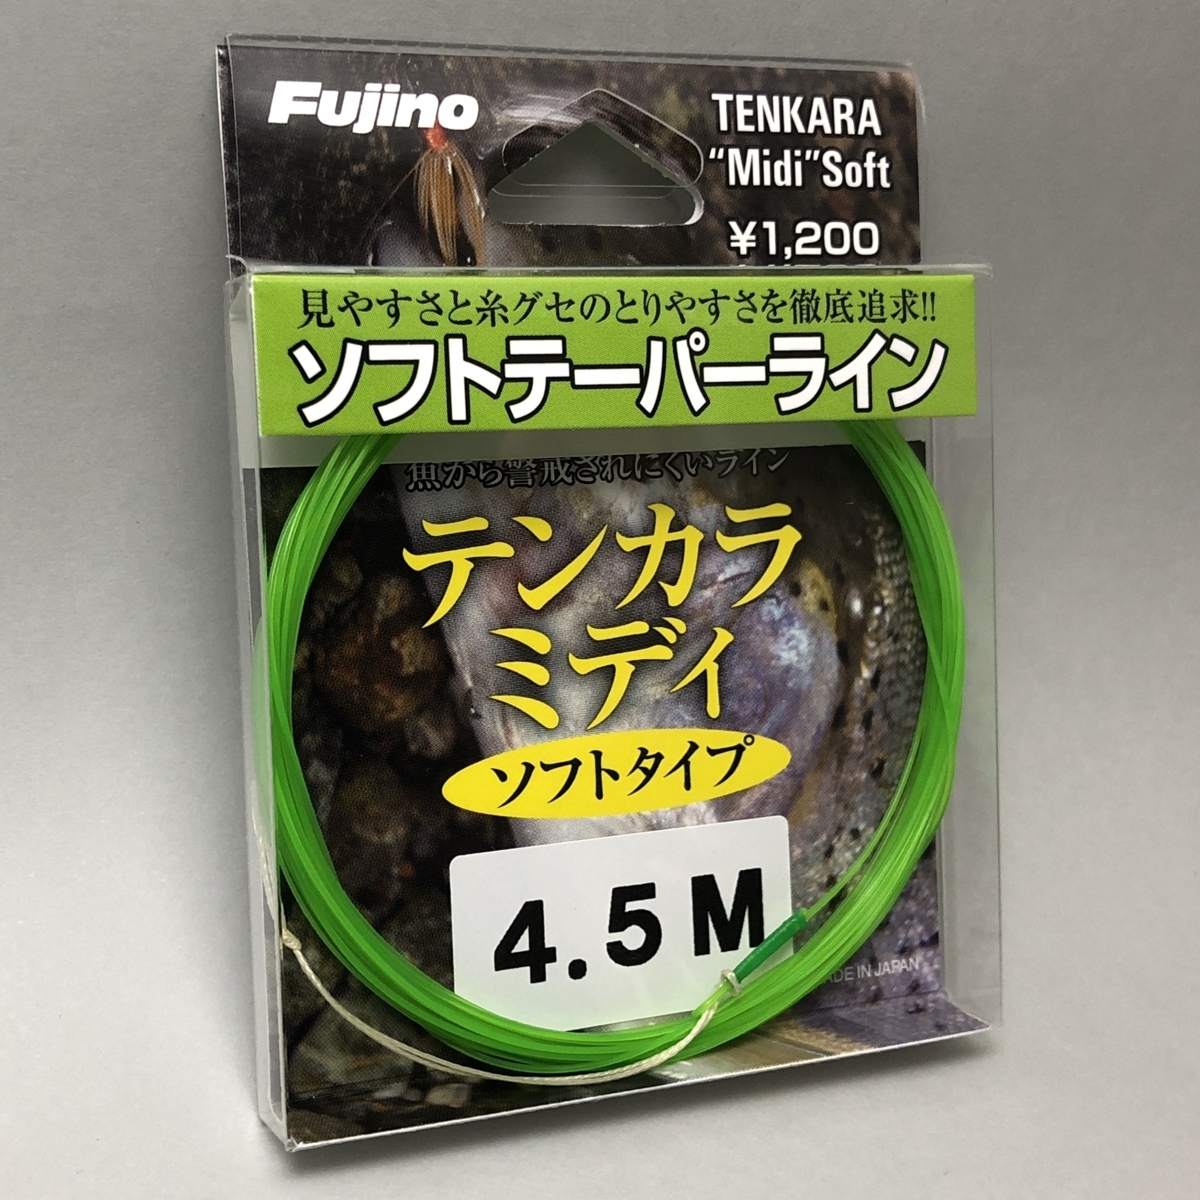 Fujino
TENKARA
“Midi”Soft
¥1,200
見やすさと糸グセのとりやすさを徹底追求!!
ソフトテーパーライン
魚から警戒されにくいライン
テンカラ
ミディ
ソフトタイプ
4.5M
ADE IN JAPAN